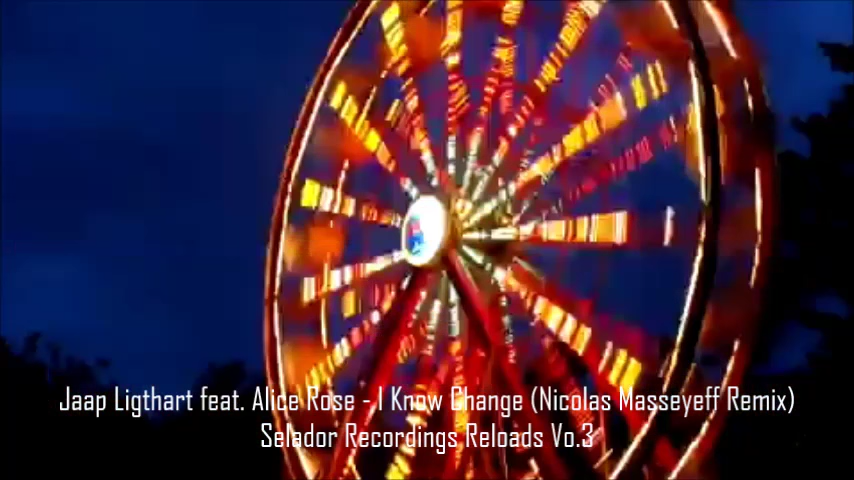 Jaap Ligthart feat. Alice Rose - I Know Change (Nicolas Masseyeff Remix)
Selador Recordings Reloads Vo.3